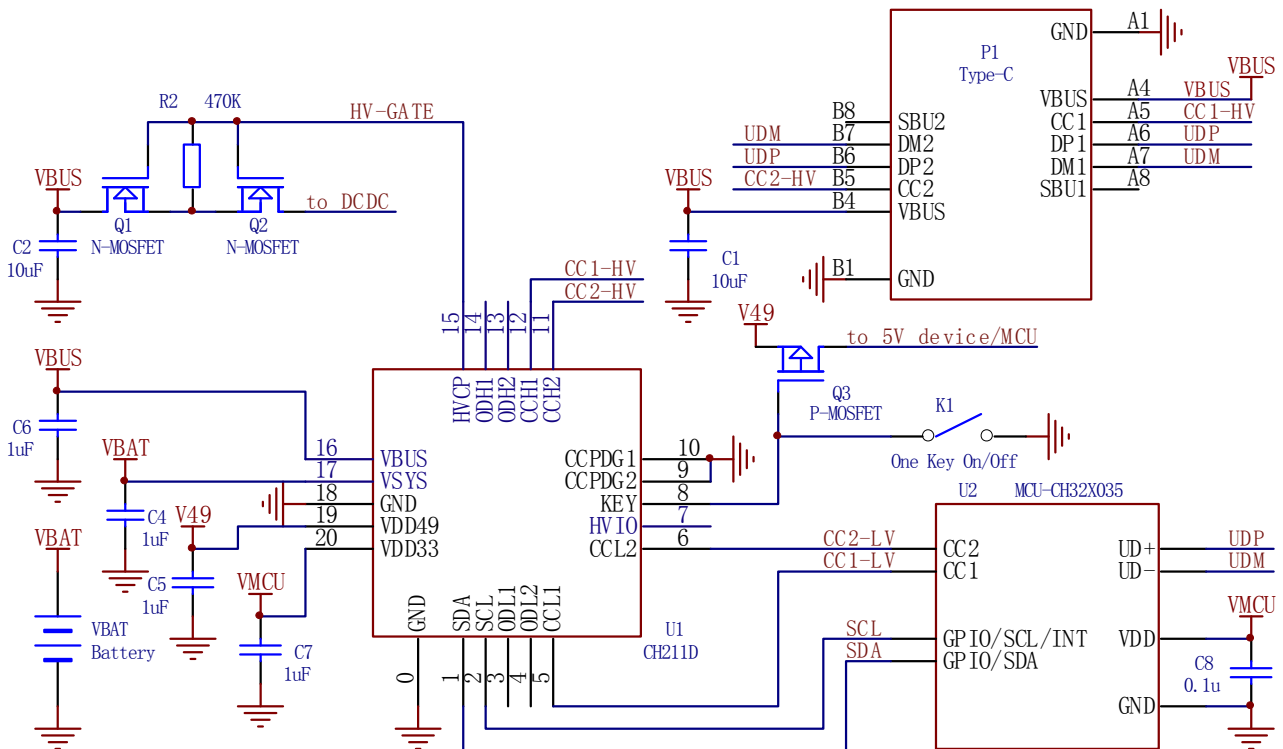 GND A1
P1
Type-C
VBUS
R2 470K
HV-GATE
VBUS A4 VBUS
CC1 A5 CC1-HV
B8 SBU2
DP1 A6 UDP
UDM B7 DM2
DM1 A7 UDM
UDP B6 DP2
SBU1 A8
CC2-HV B5 CC2
VBUS
B4 VBUS
VBUS
to DCDC
Q1
N-MOSFET
Q2
N-MOSFET
C2
10uF
C1
10uF
B1 GND
CC1-HV
CC2-HV
15 14 13 12 11
HVCP ODH1 ODH2 CCH1 CCH2
V49
to 5V device/MCU
Q3
P-MOSFET
K1
One Key On/Off
VBUS
C6
1uF
16 VBUS
17 VSYS
18 GND
19 VDD49
20 VDD33
CCPDG1 10
CCPDG2 9
KEY 8
HVIO 7
CCL2 6
VBAT
C4
1uF
V49
C5
1uF
VMCU
C7
1uF
VBAT
VBAT
Battery
GND SDA SCL ODL1 ODL2 CCL1
0 1 2 3 4 5
U1
CH211D
U2 MCU-CH32X035
CC2-LV CC2
CC1-LV CC1
UD+ UDP
UD- UDM
VMCU
SCL GPIO/SCL/INT
SDA GPIO/SDA
VDD
C8
0.1u
GND